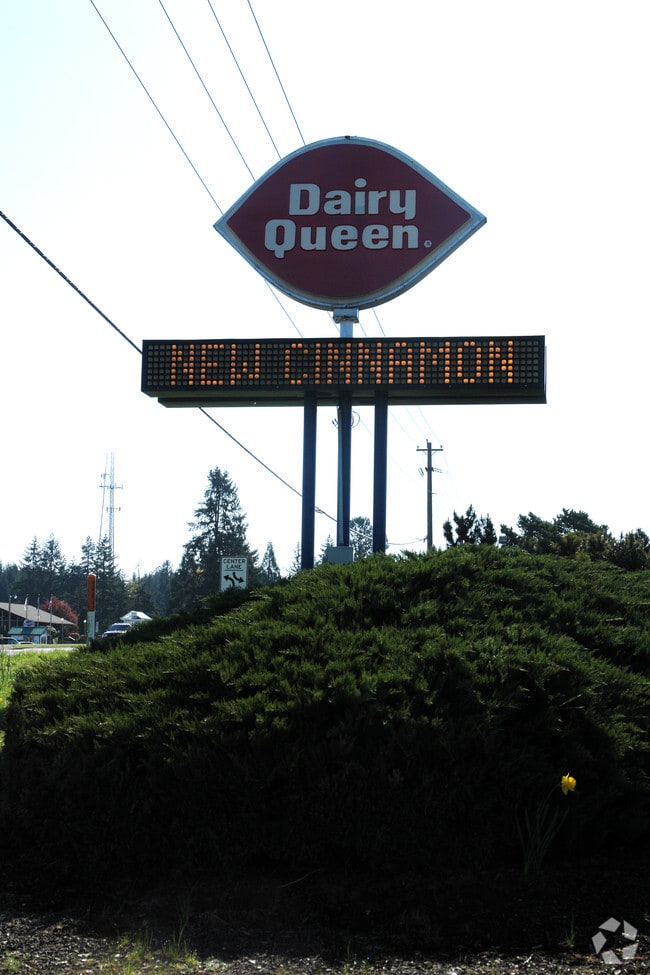 Dairy
Queen®
NEW CINNAMON
CENTER
LANE